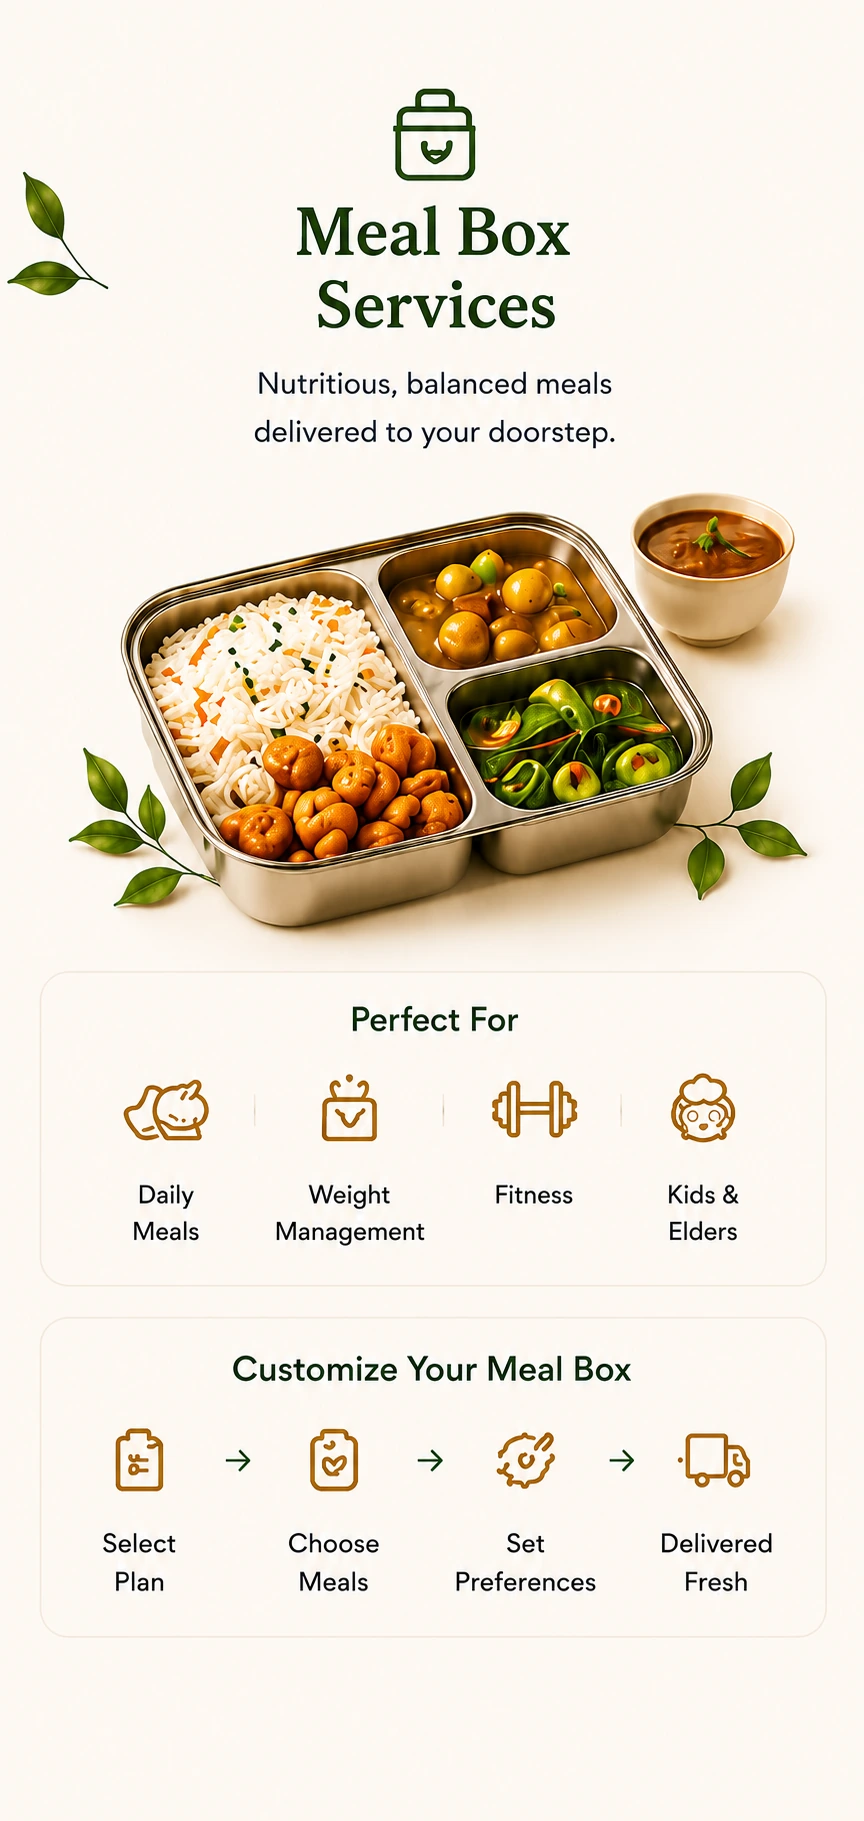 Meal Box
Services
Nutritious, balanced meals
delivered to your doorstep.
Perfect For
Daily
Meals
Weight
Management
Fitness
Kids &
Elders
Customize Your Meal Box
Select
Plan
Choose
Meals
Set
Preferences
Delivered
Fresh